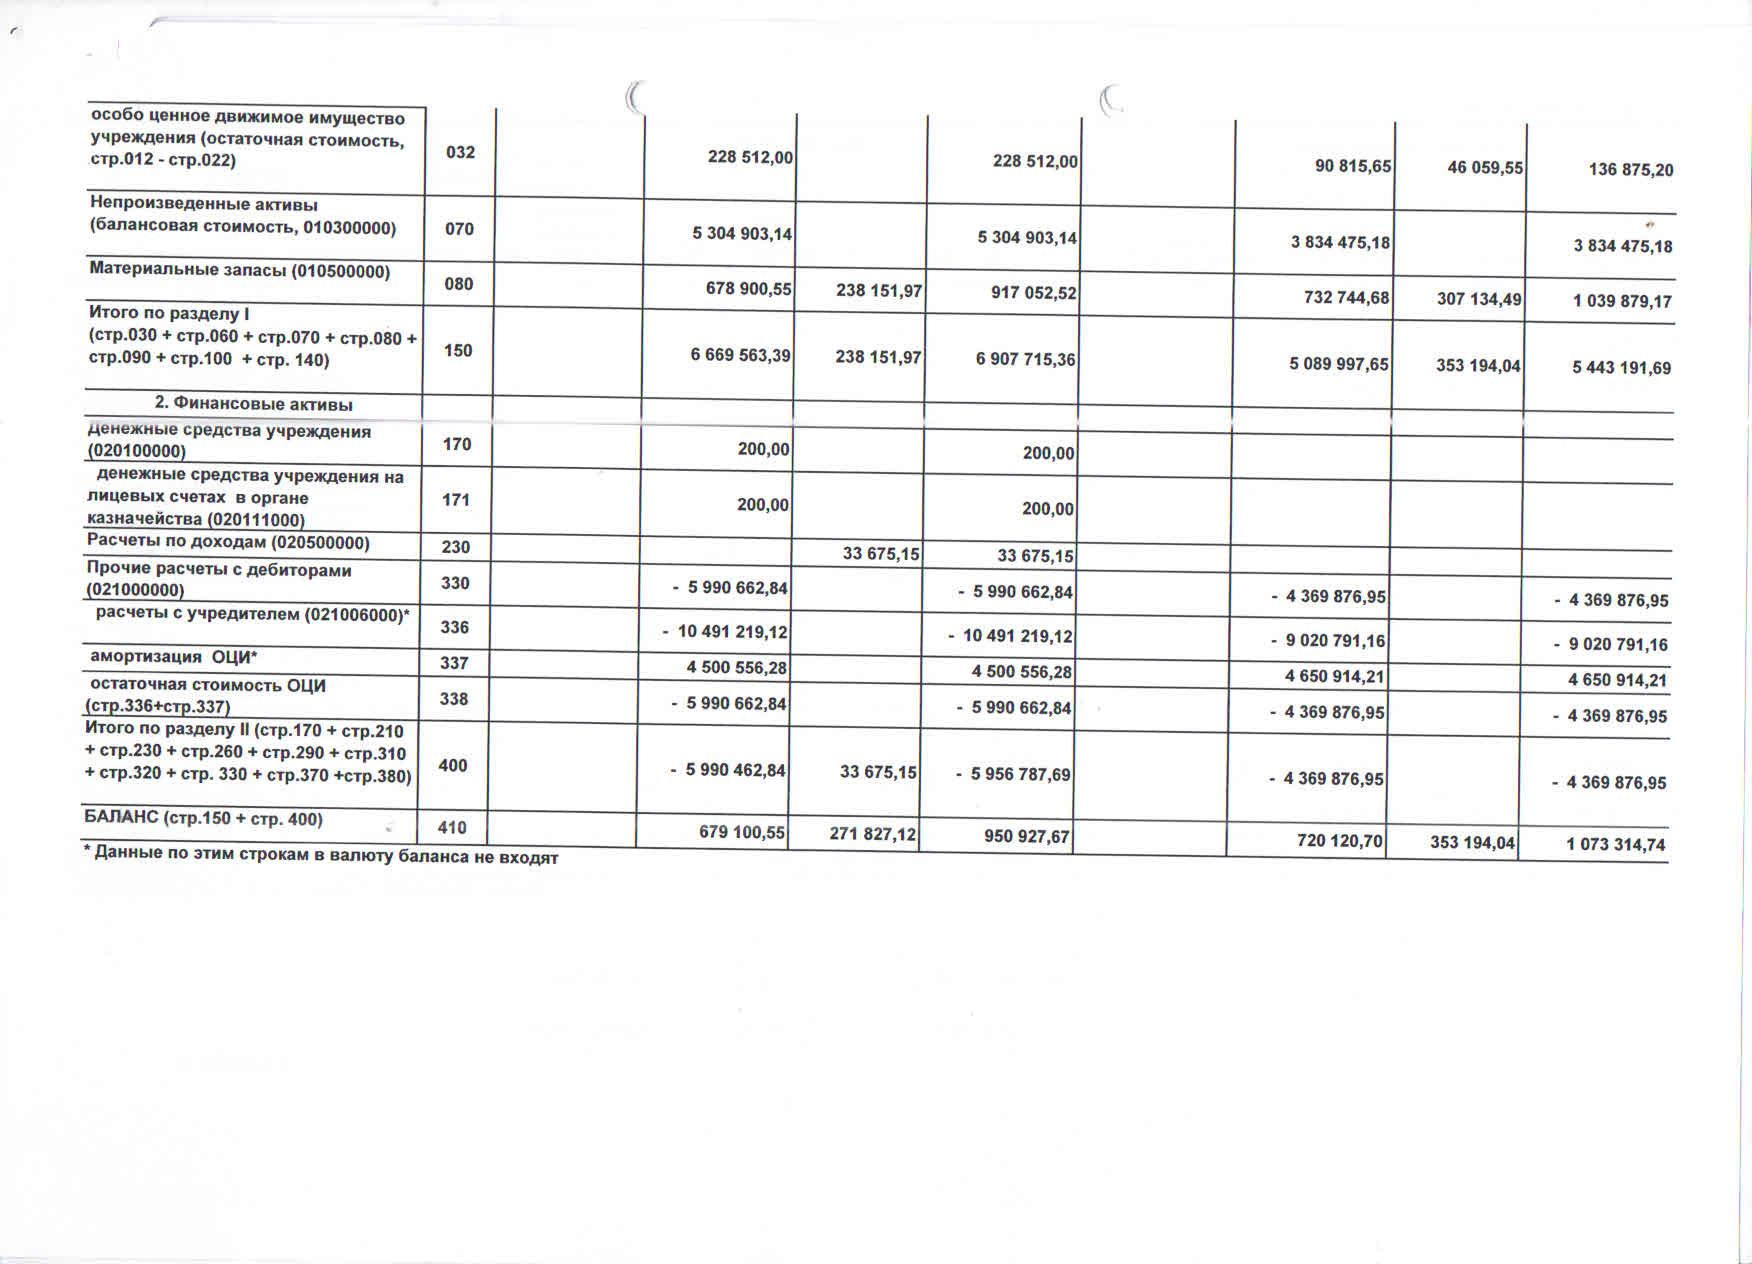 особо ценное движимое имущество
учреждения (остаточная стоимость,
стр.012 - стр.022)
032 228 512,00 228 512,00 90 815,65 46 059,55 136 875,20
Непроизведенные активы
(балансовая стоимость, 010300000)
070 5 304 903,14 5 304 903,14 3 834 475,18 3 834 475,18
Материальные запасы (010500000)
080 678 900,55 238 151,97 917 052,52 732 744,68 307 134,49 1 039 879,17
Итого по разделу I
(стр.030 + стр.060 + стр.070 + стр.080 +
стр.090 + стр.100 + стр. 140)
150 6 669 563,39 238 151,97 6 907 715,36 5 089 997,65 353 194,04 5 443 191,69
2. Финансовые активы
Денежные средства учреждения
(020100000)
170 200,00 200,00
денежные средства учреждения на
лицевых счетах в органе
казначейства (020111000)
171 200,00 200,00
Расчеты по доходам (020500000) 230 33 675,15 33 675,15
Прочие расчеты с дебиторами
(021000000)
330 - 5 990 662,84 - 5 990 662,84 - 4 369 876,95 - 4 369 876,95
расчеты с учредителем (021006000)*
336 - 10 491 219,12 - 10 491 219,12 - 9 020 791,16 - 9 020 791,16
амортизация ОЦИ* 337 4 500 556,28 4 500 556,28 4 650 914,21 4 650 914,21
остаточная стоимость ОЦИ
(стр.336+стр.337)
338 - 5 990 662,84 - 5 990 662,84 - 4 369 876,95 - 4 369 876,95
Итого по разделу II (стр.170 + стр.210
+ стр.230 + стр.260 + стр.290 + стр.310
+ стр.320 + стр. 330 + стр.370 +стр.380)
400 - 5 990 462,84 33 675,15 - 5 956 787,69 - 4 369 876,95 - 4 369 876,95
БАЛАНС (стр.150 + стр. 400) 410 679 100,55 271 827,12 950 927,67 720 120,70 353 194,04 1 073 314,74
* Данные по этим строкам в валюту баланса не входят